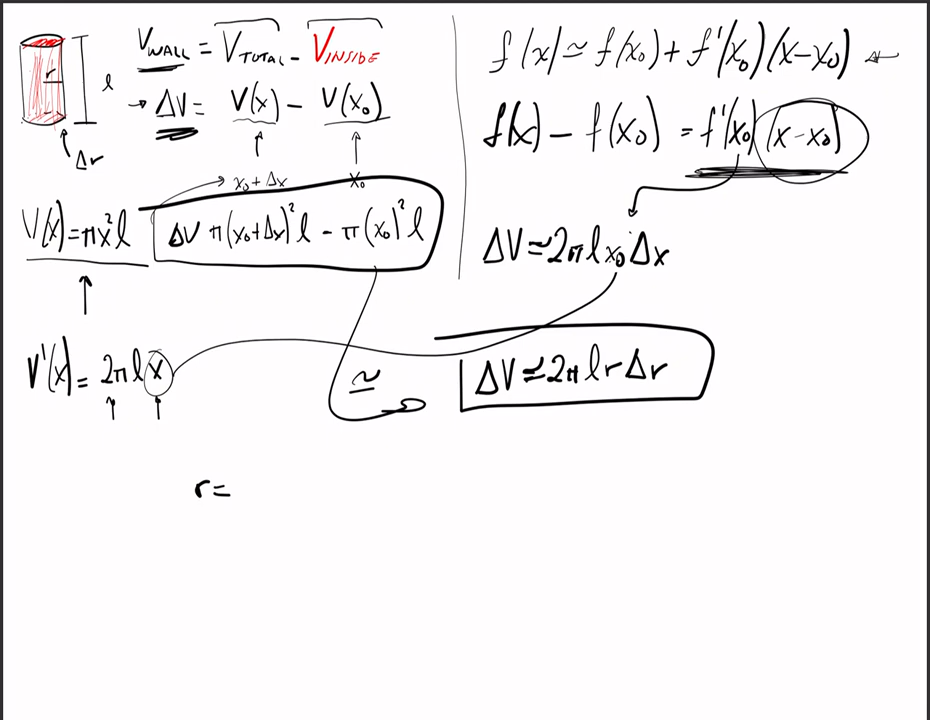 V_WALL = V_TOTAL - V_INSIDE
r
l
→ ΔV = V(x) - V(x₀)
Δr
x₀+Δx
x₀
V(x)=πx²l
ΔV π(x₀+Δx)²l - π(x₀)²l
V'(x)= 2πlx
≃
f(x)≃f(x₀)+f'(x₀)(x-x₀)
f(x) - f(x₀) = f'(x₀)(x-x₀)
ΔV≃2πlx₀Δx
ΔV≃2πlrΔr
r=